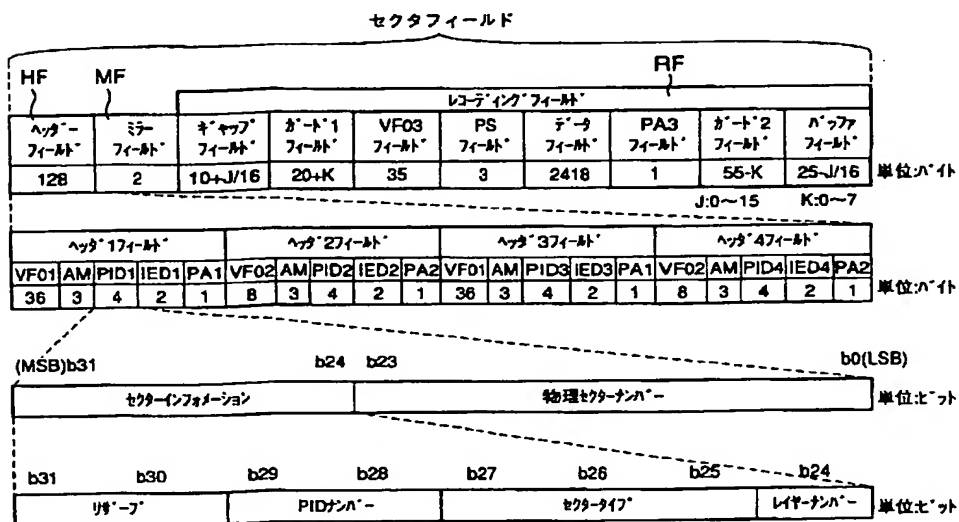 セクタフィールド
HF MF RF
レコーディングフィールド
ヘッダーフィールド ミラーフィールド ギャップフィールド ガード1フィールド VF03フィールド PSフィールド データフィールド PA3フィールド ガード2フィールド バッファフィールド
128 2 10+J/16 20+K 35 3 2418 1 55-K 25-J/16 単位:バイト
J:0~15 K:0~7
ヘッダ1フィールド ヘッダ2フィールド ヘッダ3フィールド ヘッダ4フィールド
VF01 AM PID1 IED1 PA1 VF02 AM PID2 IED2 PA2 VF01 AM PID3 IED3 PA1 VF02 AM PID4 IED4 PA2
36 3 4 2 1 8 3 4 2 1 36 3 4 2 1 8 3 4 2 1 単位:バイト
(MSB)b31 b24 b23 b0(LSB)
セクターインフォメーション 物理セクターナンバー 単位:ビット
b31 b30 b29 b28 b27 b26 b25 b24
リザーブ PIDナンバー セクタータイプ レイヤーナンバー 単位:ビット